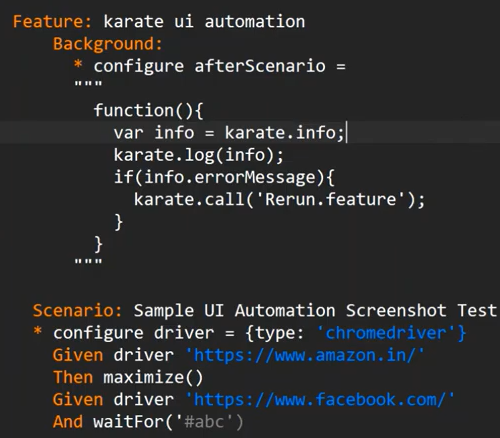 Feature: karate ui automation
Background:
* configure afterScenario =
"""
function(){
var info = karate.info;
karate.log(info);
if(info.errorMessage){
karate.call('Rerun.feature');
}
}
"""
Scenario: Sample UI Automation Screenshot Test
* configure driver = {type: 'chromedriver'}
Given driver 'https://www.amazon.in/'
Then maximize()
Given driver 'https://www.facebook.com/'
And waitFor('#abc')